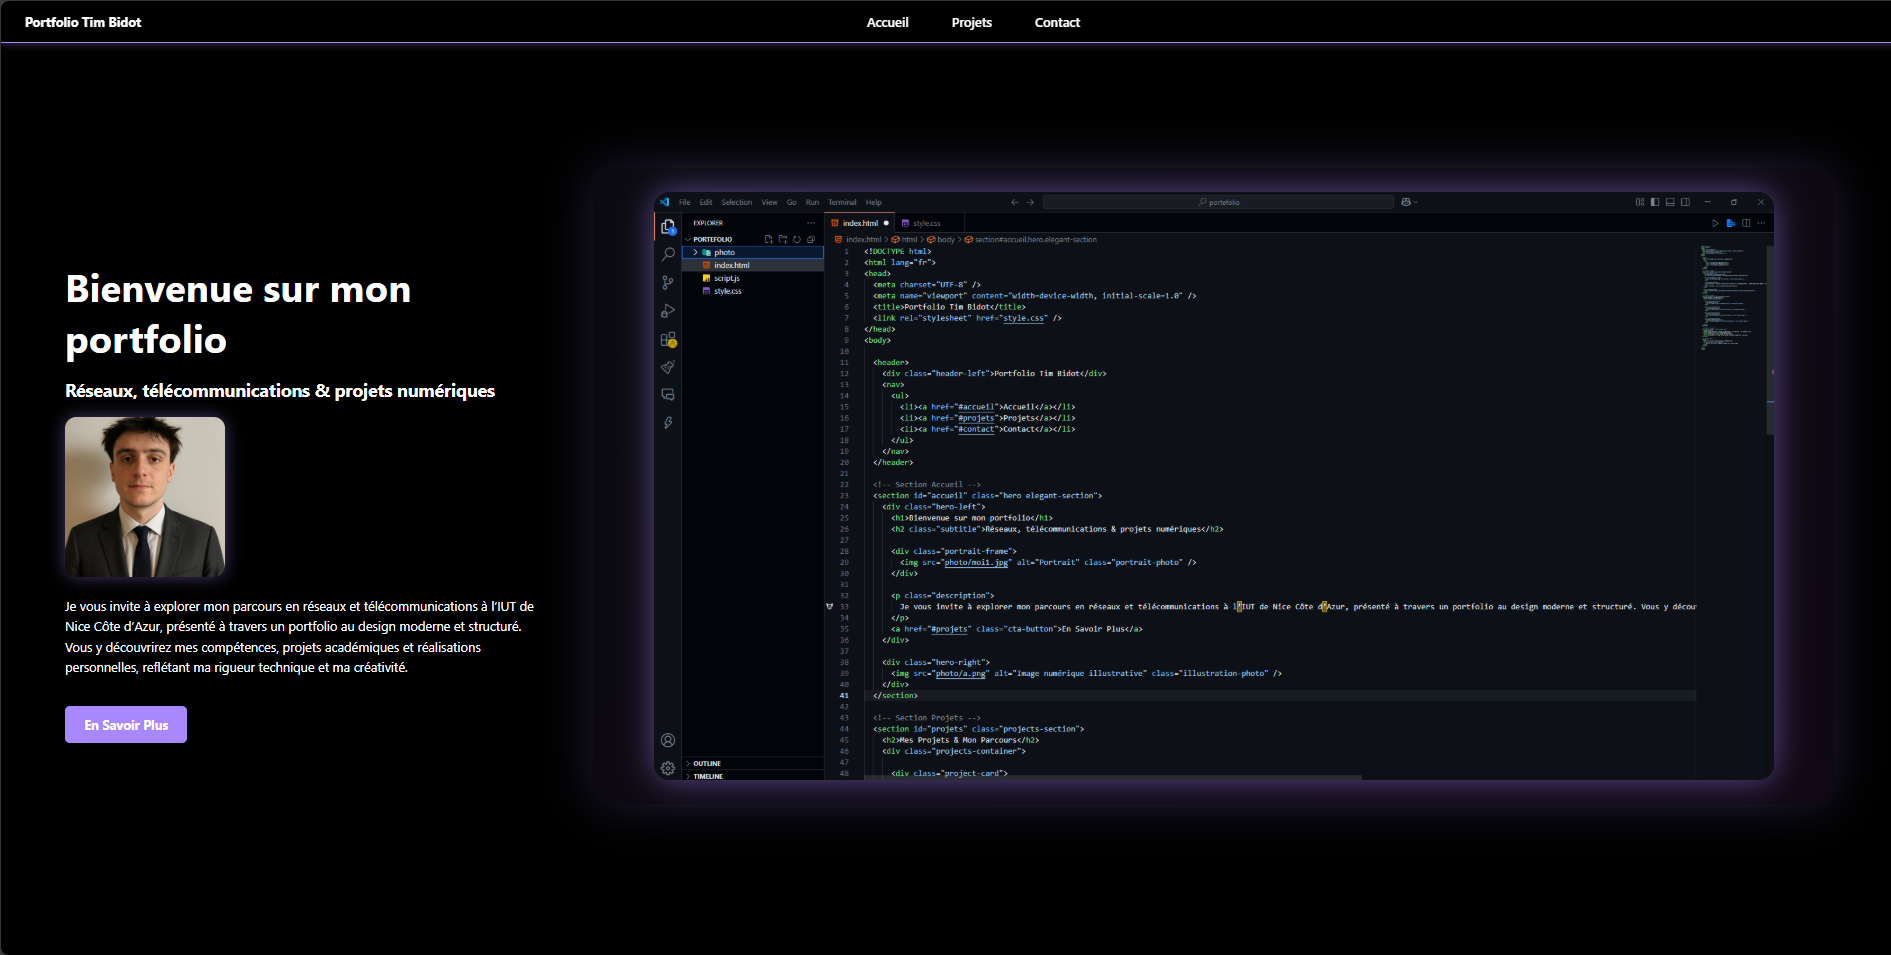 Portfolio Tim Bidot
Accueil Projets Contact
Bienvenue sur mon
portfolio
Réseaux, télécommunications & projets numériques
Je vous invite à explorer mon parcours en réseaux et télécommunications à l’IUT de
Nice Côte d’Azur, présenté à travers un portfolio au design moderne et structuré.
Vous y découvrirez mes compétences, projets académiques et réalisations
personnelles, reflétant ma rigueur technique et ma créativité.
En Savoir Plus
File Edit Selection View Go Run Terminal Help
portefolio
EXPLORER
PORTEFOLIO
photo
index.html
script.js
style.css
OUTLINE
TIMELINE
index.html style.css
index.html > html > body > section#accueil.hero.elegant-section
1 <!DOCTYPE html>
2 <html lang="fr">
3 <head>
4 <meta charset="UTF-8" />
5 <meta name="viewport" content="width=device-width, initial-scale=1.0" />
6 <title>Portfolio Tim Bidot</title>
7 <link rel="stylesheet" href="style.css" />
8 </head>
9 <body>
10
11 <header>
12 <div class="header-left">Portfolio Tim Bidot</div>
13 <nav>
14 <ul>
15 <li><a href="#accueil">Accueil</a></li>
16 <li><a href="#projets">Projets</a></li>
17 <li><a href="#contact">Contact</a></li>
18 </ul>
19 </nav>
20 </header>
21
22 <!-- Section Accueil -->
23 <section id="accueil" class="hero elegant-section">
24 <div class="hero-left">
25 <h1>Bienvenue sur mon portfolio</h1>
26 <h2 class="subtitle">Réseaux, télécommunications & projets numériques</h2>
27
28 <div class="portrait-frame">
29 <img src="photo/moi1.jpg" alt="Portrait" class="portrait-photo" />
30 </div>
31
32 <p class="description">
33 Je vous invite à explorer mon parcours en réseaux et télécommunications à l’IUT de Nice Côte d’Azur, présenté à travers un portfolio au design moderne et structuré. Vous y décou
34 </p>
35 <a href="#projets" class="cta-button">En Savoir Plus</a>
36 </div>
37
38 <div class="hero-right">
39 <img src="photo/a.png" alt="Image numérique illustrative" class="illustration-photo" />
40 </div>
41 </section>
42
43 <!-- Section Projets -->
44 <section id="projets" class="projects-section">
45 <h2>Mes Projets & Mon Parcours</h2>
46 <div class="projects-container">
47
48 <div class="project-card">